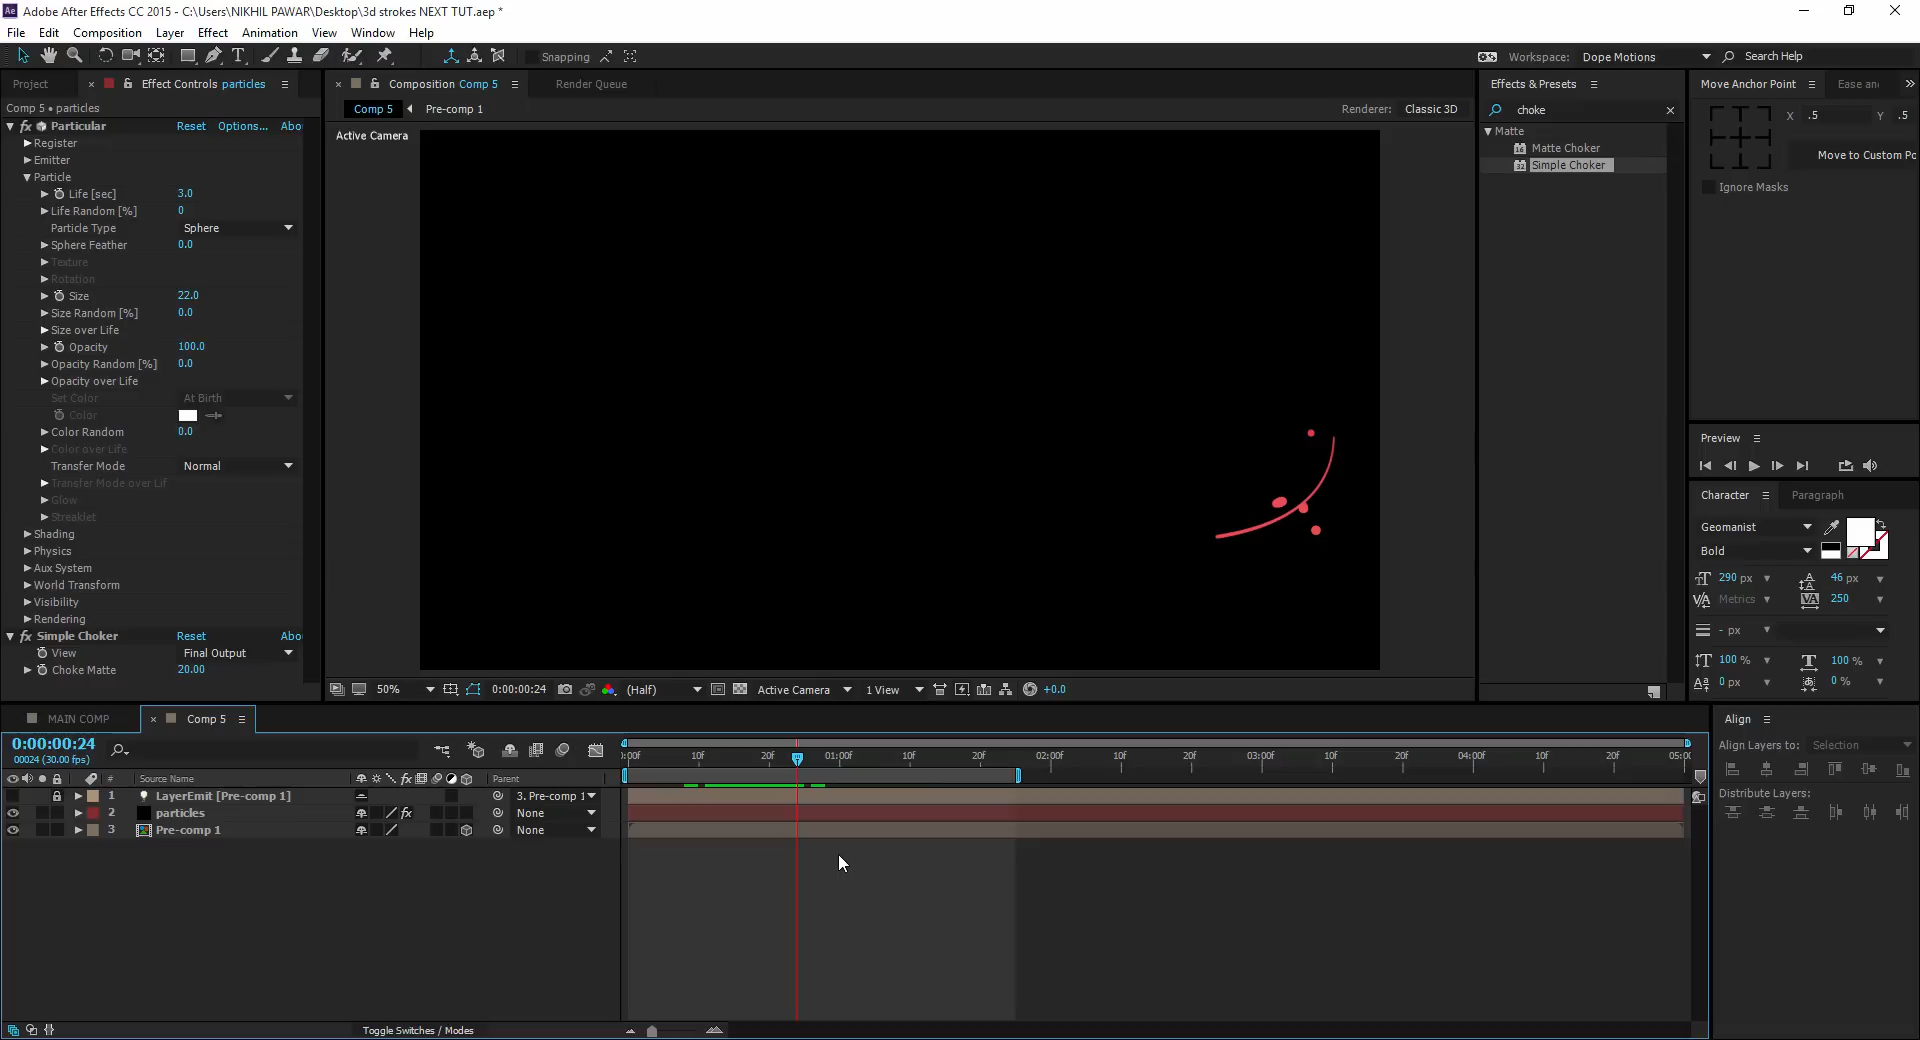 Adobe After Effects CC 2015 - C:\Users\NIKHIL PAWAR\Desktop\3d strokes NEXT TUT.aep *
File Edit Composition Layer Effect Animation View Window Help
Snapping
Workspace: Dope Motions
Search Help
Project
Effect Controls particles
Comp 5 • particles
Particular Reset Options... Abo
Register
Emitter
Particle
Life [sec] 3.0
Life Random [%] 0
Particle Type Sphere
Sphere Feather 0.0
Texture
Rotation
Size 22.0
Size Random [%] 0.0
Size over Life
Opacity 100.0
Opacity Random [%] 0.0
Opacity over Life
Set Color At Birth
Color
Color Random 0.0
Color over Life
Transfer Mode Normal
Transfer Mode over Lif
Glow
Streaklet
Shading
Physics
Aux System
World Transform
Visibility
Rendering
Simple Choker Reset Abo
View Final Output
Choke Matte 20.00
Composition Comp 5
Render Queue
Comp 5 Pre-comp 1
Renderer: Classic 3D
Active Camera
50% 0:00:00:24 (Half) Active Camera 1 View +0.0
Effects & Presets
choke
Matte
Matte Choker
Simple Choker
Move Anchor Point Ease an
X .5 Y .5
Move to Custom Po
Ignore Masks
Preview
Character Paragraph
Geomanist
Bold
290 px 46 px
Metrics 250
- px
100 % 100 %
0 px 0 %
MAIN COMP Comp 5
0:00:00:24
00024 (30.00 fps)
# Source Name Parent
1 LayerEmit [Pre-comp 1] 3. Pre-comp 1
2 particles None
3 Pre-comp 1 None
:00f 10f 20f 01:00f 10f 20f 02:00f 10f 20f 03:00f 10f 20f 04:00f 10f 20f 05:0
Toggle Switches / Modes
Align
Align Layers to: Selection
Distribute Layers: